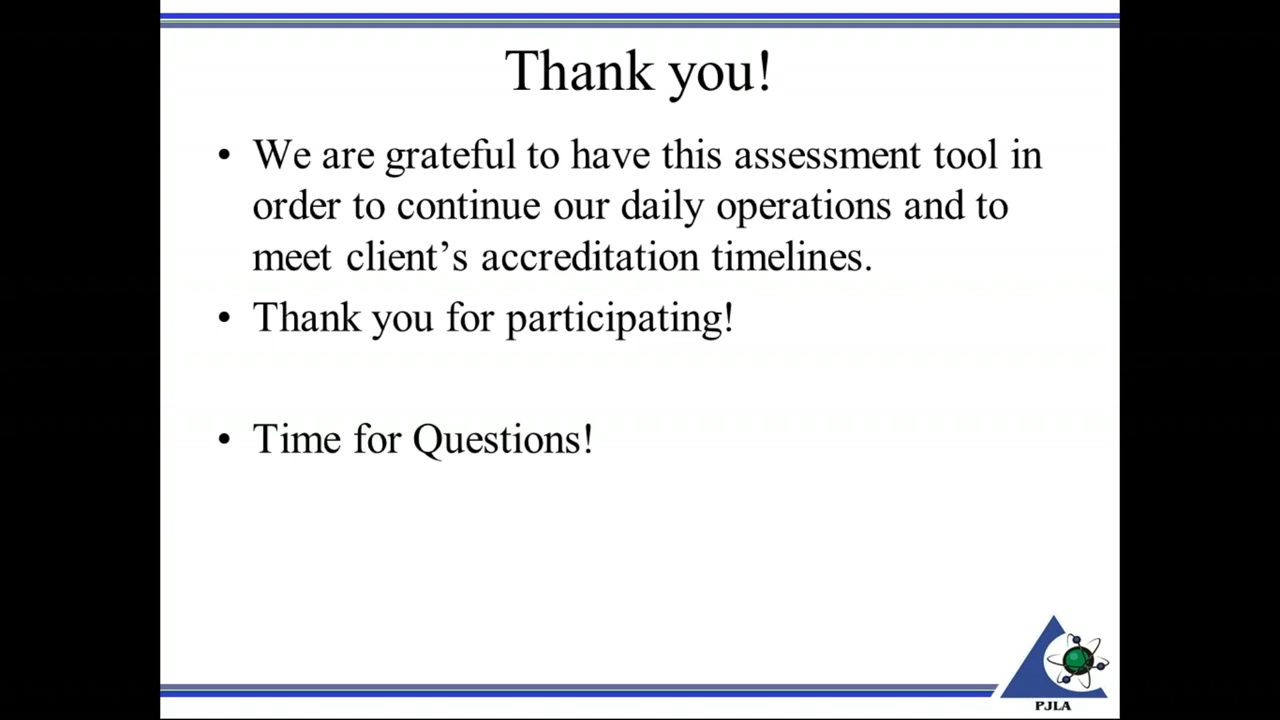 Thank you!
• We are grateful to have this assessment tool in
order to continue our daily operations and to
meet client’s accreditation timelines.
• Thank you for participating!
• Time for Questions!
PJLA